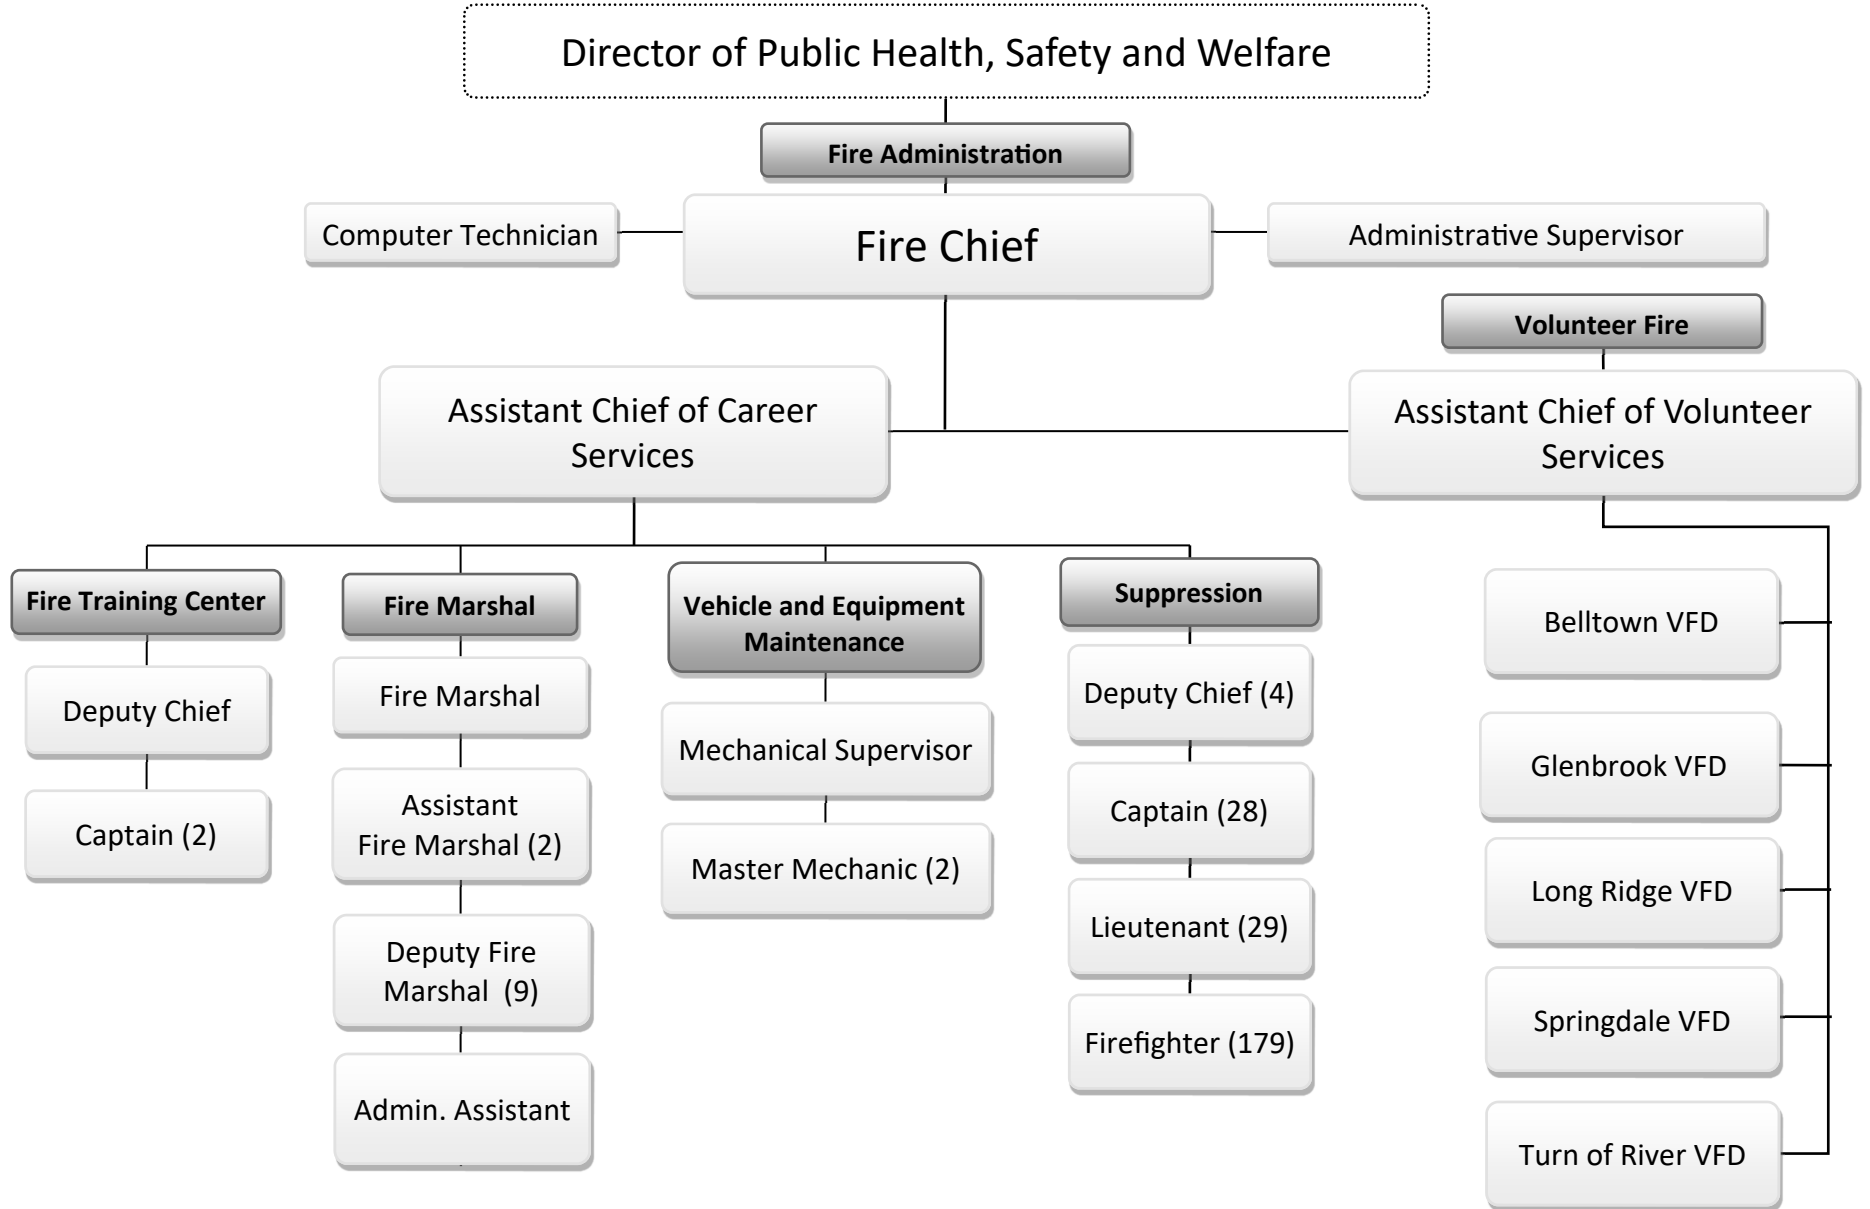 Director of Public Health, Safety and Welfare
Fire Administration
Computer Technician
Fire Chief
Administrative Supervisor
Volunteer Fire
Assistant Chief of Career
Services
Assistant Chief of Volunteer
Services
Fire Training Center
Deputy Chief
Captain (2)
Fire Marshal
Fire Marshal
Assistant
Fire Marshal (2)
Deputy Fire
Marshal  (9)
Admin. Assistant
Vehicle and Equipment
Maintenance
Mechanical Supervisor
Master Mechanic (2)
Suppression
Deputy Chief (4)
Captain (28)
Lieutenant (29)
Firefighter (179)
Belltown VFD
Glenbrook VFD
Long Ridge VFD
Springdale VFD
Turn of River VFD